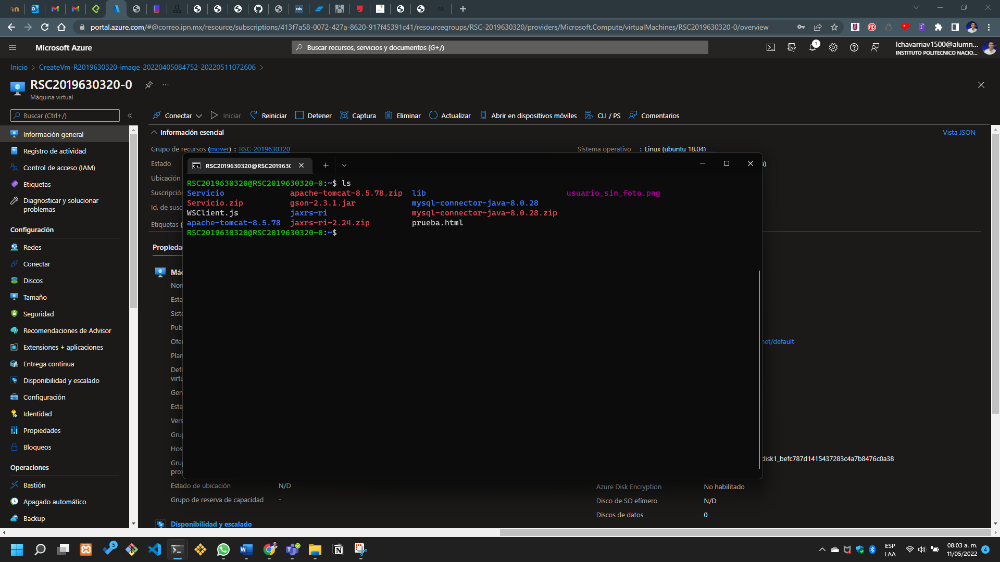 portal.azure.com/#@correo.ipn.mx/resource/subscriptions/413f7a58-0072-427a-8620-917f45391c41/resourcegroups/RSC-2019630320/providers/Microsoft.Compute/virtualMachines/RSC2019630320-0/overview
Microsoft Azure
Buscar recursos, servicios y documentos (G+/)
1
lchavarriav1500@alumn...
INSTITUTO POLITECNICO NACIO...
Inicio > CreateVm-R2019630320-image-20220405084752-20220511072606 >
RSC2019630320-0
Máquina virtual
Buscar (Ctrl+/)
Conectar
Iniciar
Reiniciar
Detener
Captura
Eliminar
Actualizar
Abrir en dispositivos móviles
CLI / PS
Comentarios
Información general
Registro de actividad
Control de acceso (IAM)
Etiquetas
Diagnosticar y solucionar
problemas
Configuración
Redes
Conectar
Discos
Tamaño
Seguridad
Recomendaciones de Advisor
Extensiones + aplicaciones
Entrega continua
Disponibilidad y escalado
Configuración
Identidad
Propiedades
Bloqueos
Operaciones
Bastión
Apagado automático
Backup
Información esencial
Vista JSON
Grupo de recursos (mover) : RSC-2019630320
Sistema operativo : Linux (ubuntu 18.04)
Estado
Ubicación
Suscripción
Id. de susc
Etiquetas (
RSC2019630320@RSC201963C
RSC2019630320@RSC2019630320-0:~$ ls
Servicio apache-tomcat-8.5.78.zip lib usuario_sin_foto.png
Servicio.zip gson-2.3.1.jar mysql-connector-java-8.0.28
WSClient.js jaxrs-ri mysql-connector-java-8.0.28.zip
apache-tomcat-8.5.78 jaxrs-ri-2.24.zip prueba.html
RSC2019630320@RSC2019630320-0:~$
Propieda
Mác
Nor
Esta
Siste
Pub
Ofer
Plan
Defi
virtu
Gen
Esta
Vers
Gru
Hos
Gru
prox
Estado de ubicación N/D
Grupo de reserva de capacidad -
Disponibilidad y escalado
a)
net/default
disk1_befc787d1415437283c4a7b8476c0a38
Azure Disk Encryption No habilitado
Disco de SO efímero N/D
Discos de datos 0
5
ESP
LAA
08:03 a. m.
11/05/2022
4